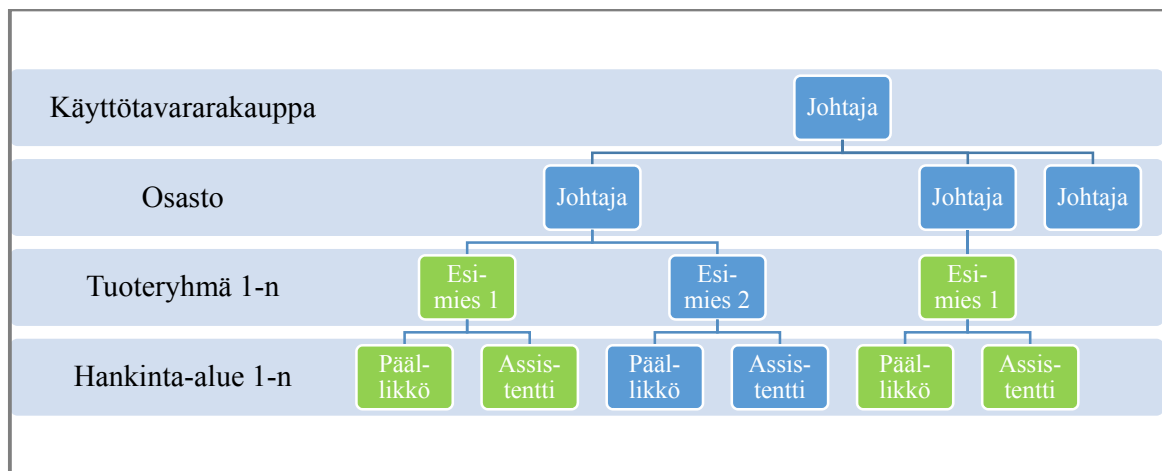 Käyttötavararakauppa
Johtaja
Osasto
Johtaja
Johtaja
Johtaja
Tuoteryhmä 1-n
Esi-
mies 1
Esi-
mies 2
Esi-
mies 1
Hankinta-alue 1-n
Pääl-
likkö
Assis-
tentti
Pääl-
likkö
Assis-
tentti
Pääl-
likkö
Assis-
tentti